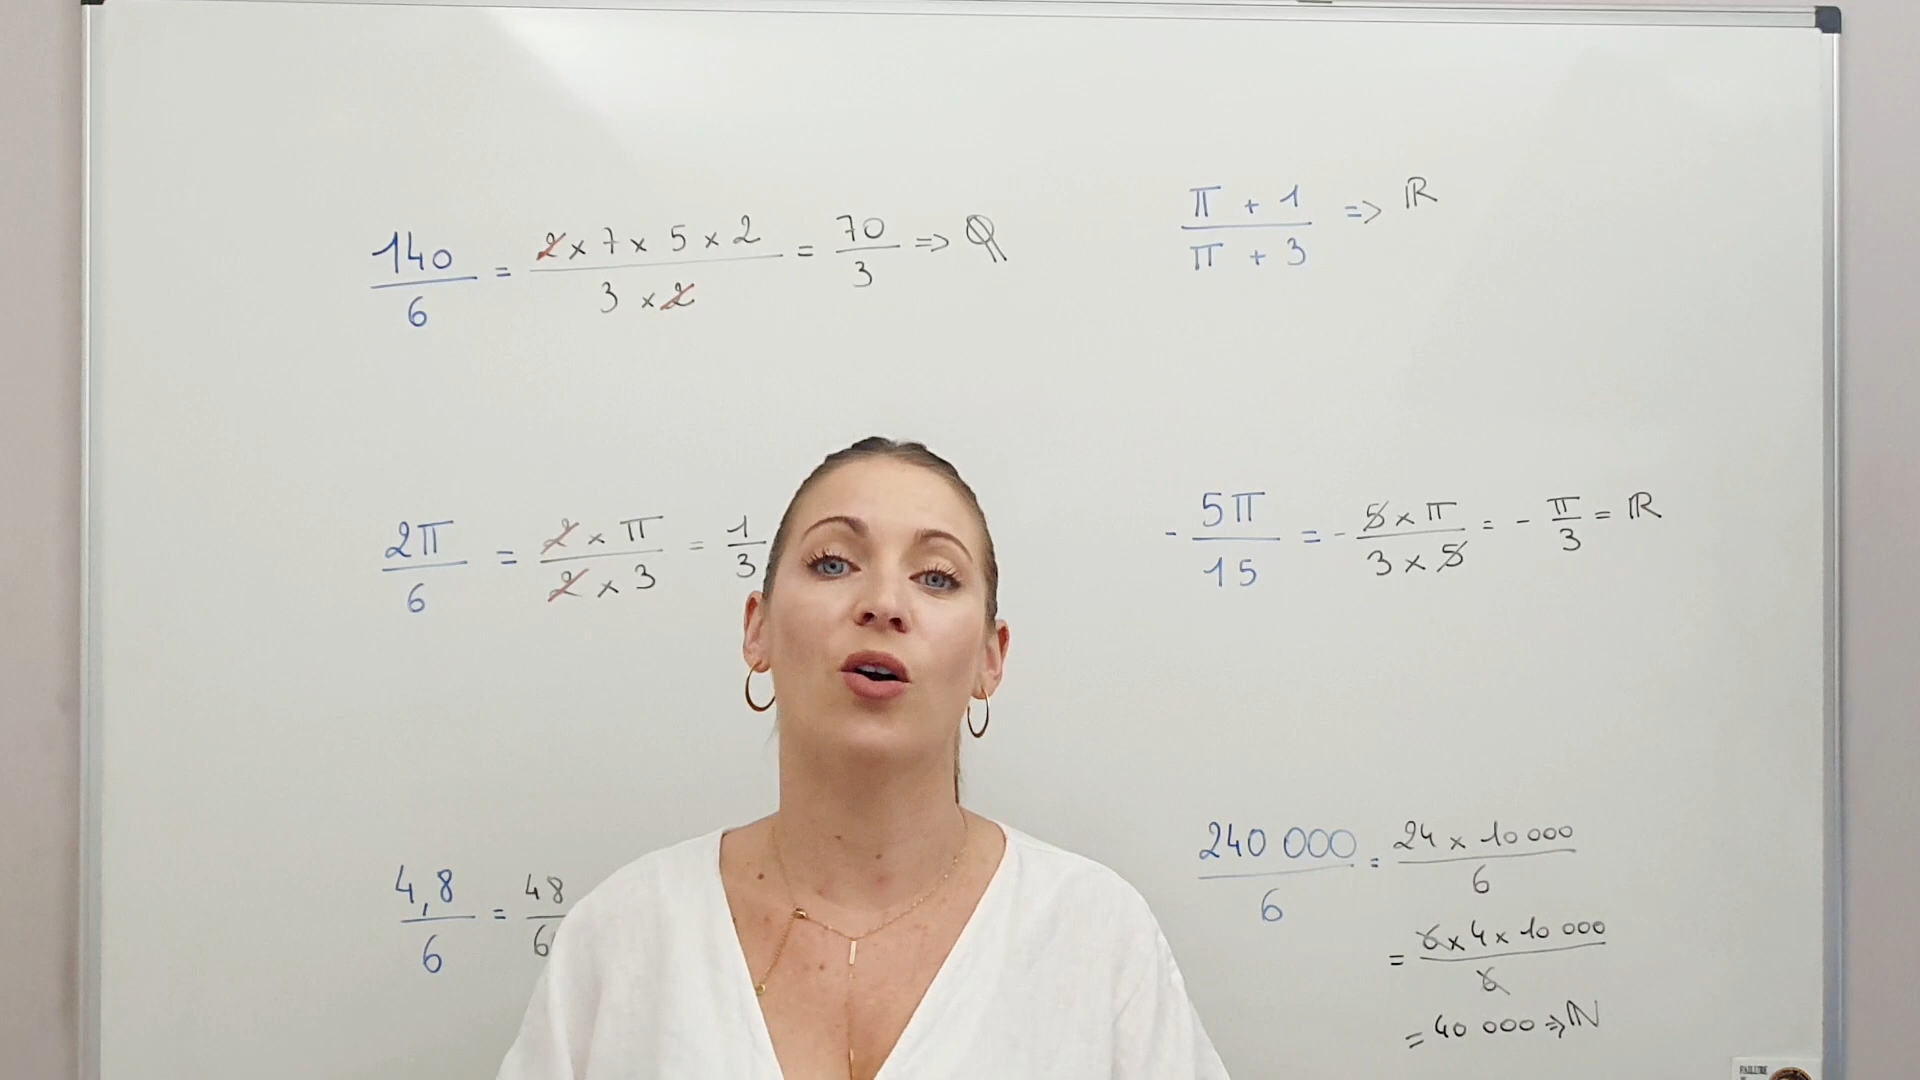 140/6 = 2 x 7 x 5 x 2 / 3 x 2 = 70/3 => ℚ
π + 1 / π + 3 => ℝ
2π/6 = 2 x π / 2 x 3 = 1/3
- 5π/15 = - 5 x π / 3 x 5 = - π/3 = ℝ
4,8/6 = 48/6
240 000/6 = 24 x 10 000 / 6
= 6 x 4 x 10 000 / 6
= 40 000 => ℕ
FAILURE